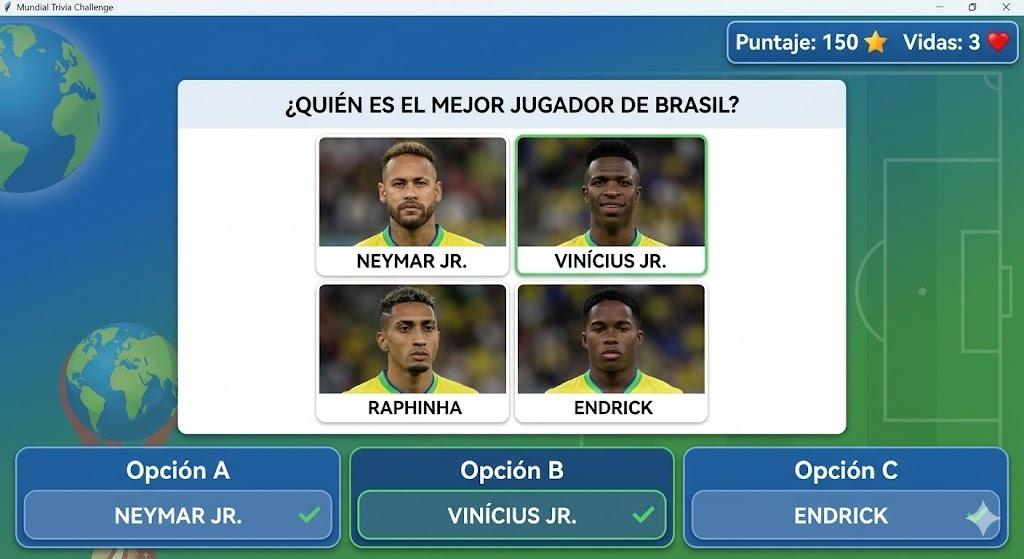 Mundial Trivia Challenge
Puntaje: 150 Vidas: 3
¿QUIÉN ES EL MEJOR JUGADOR DE BRASIL?
NEYMAR JR. VINÍCIUS JR.
RAPHINHA ENDRICK
Opción A Opción B Opción C
NEYMAR JR. VINÍCIUS JR. ENDRICK